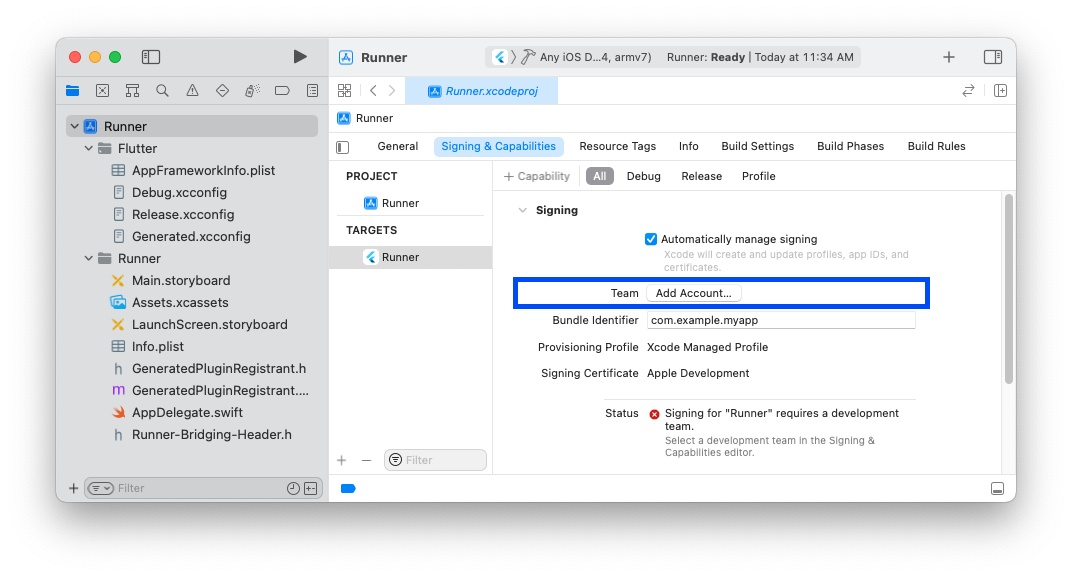 Runner
Any iOS D...4, armv7)
Runner: Ready | Today at 11:34 AM
Runner.xcodeproj
Runner
Flutter
AppFrameworkInfo.plist
Debug.xcconfig
Release.xcconfig
Generated.xcconfig
Runner
Main.storyboard
Assets.xcassets
LaunchScreen.storyboard
Info.plist
h GeneratedPluginRegistrant.h
m GeneratedPluginRegistrant....
AppDelegate.swift
h Runner-Bridging-Header.h
Filter
Runner
General Signing & Capabilities Resource Tags Info Build Settings Build Phases Build Rules
PROJECT
Runner
TARGETS
Runner
Filter
+ Capability All Debug Release Profile
Signing
Automatically manage signing
Xcode will create and update profiles, app IDs, and
certificates.
Team Add Account...
Bundle Identifier com.example.myapp
Provisioning Profile Xcode Managed Profile
Signing Certificate Apple Development
Status Signing for "Runner" requires a development
team.
Select a development team in the Signing &
Capabilities editor.